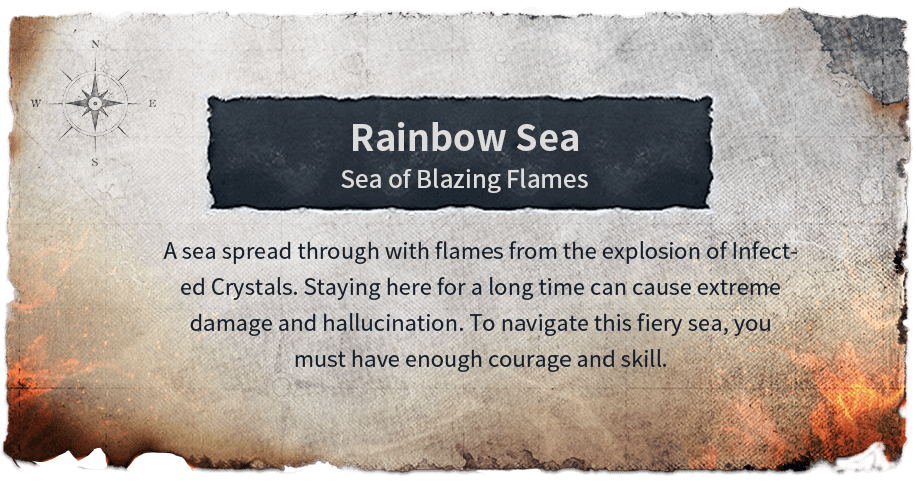 N
W
E
S
Rainbow Sea
Sea of Blazing Flames
A sea spread through with flames from the explosion of Infect-
ed Crystals. Staying here for a long time can cause extreme
damage and hallucination. To navigate this fiery sea, you
must have enough courage and skill.